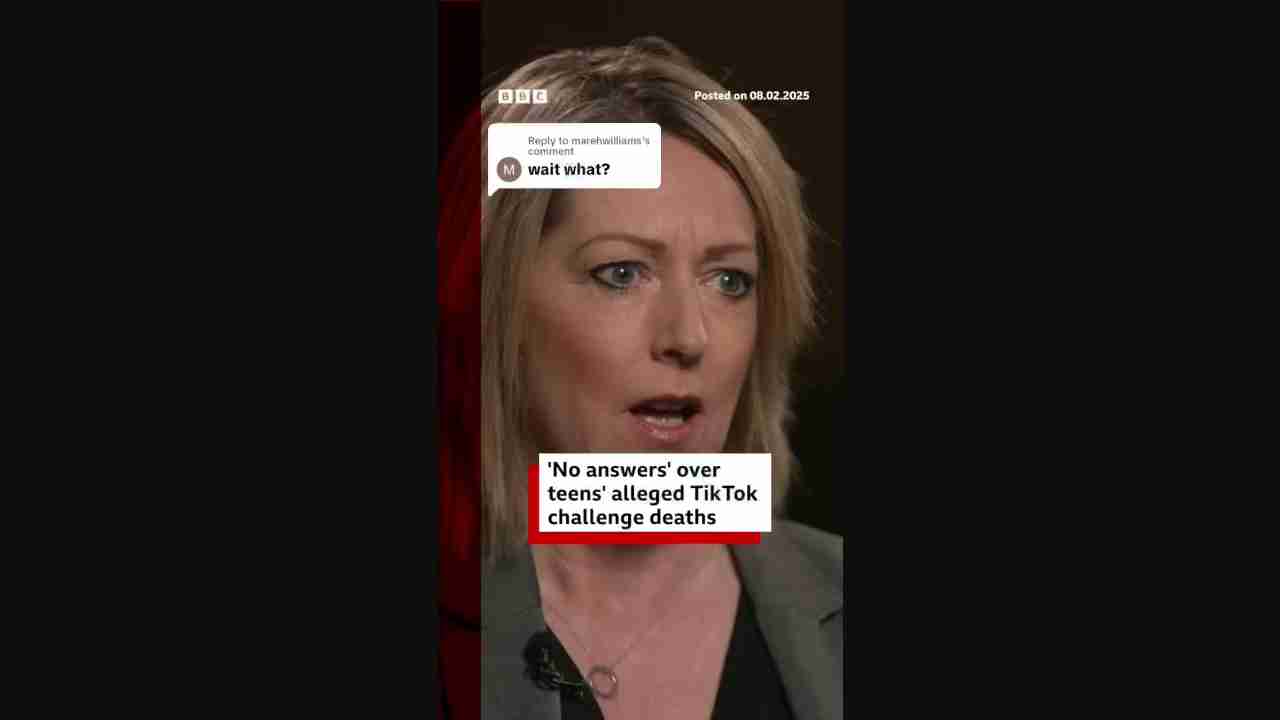 BBC
Posted on 08.02.2025
Reply to marehwilliams's
comment
M
wait what?
'No answers' over
teens' alleged TikTok
challenge deaths